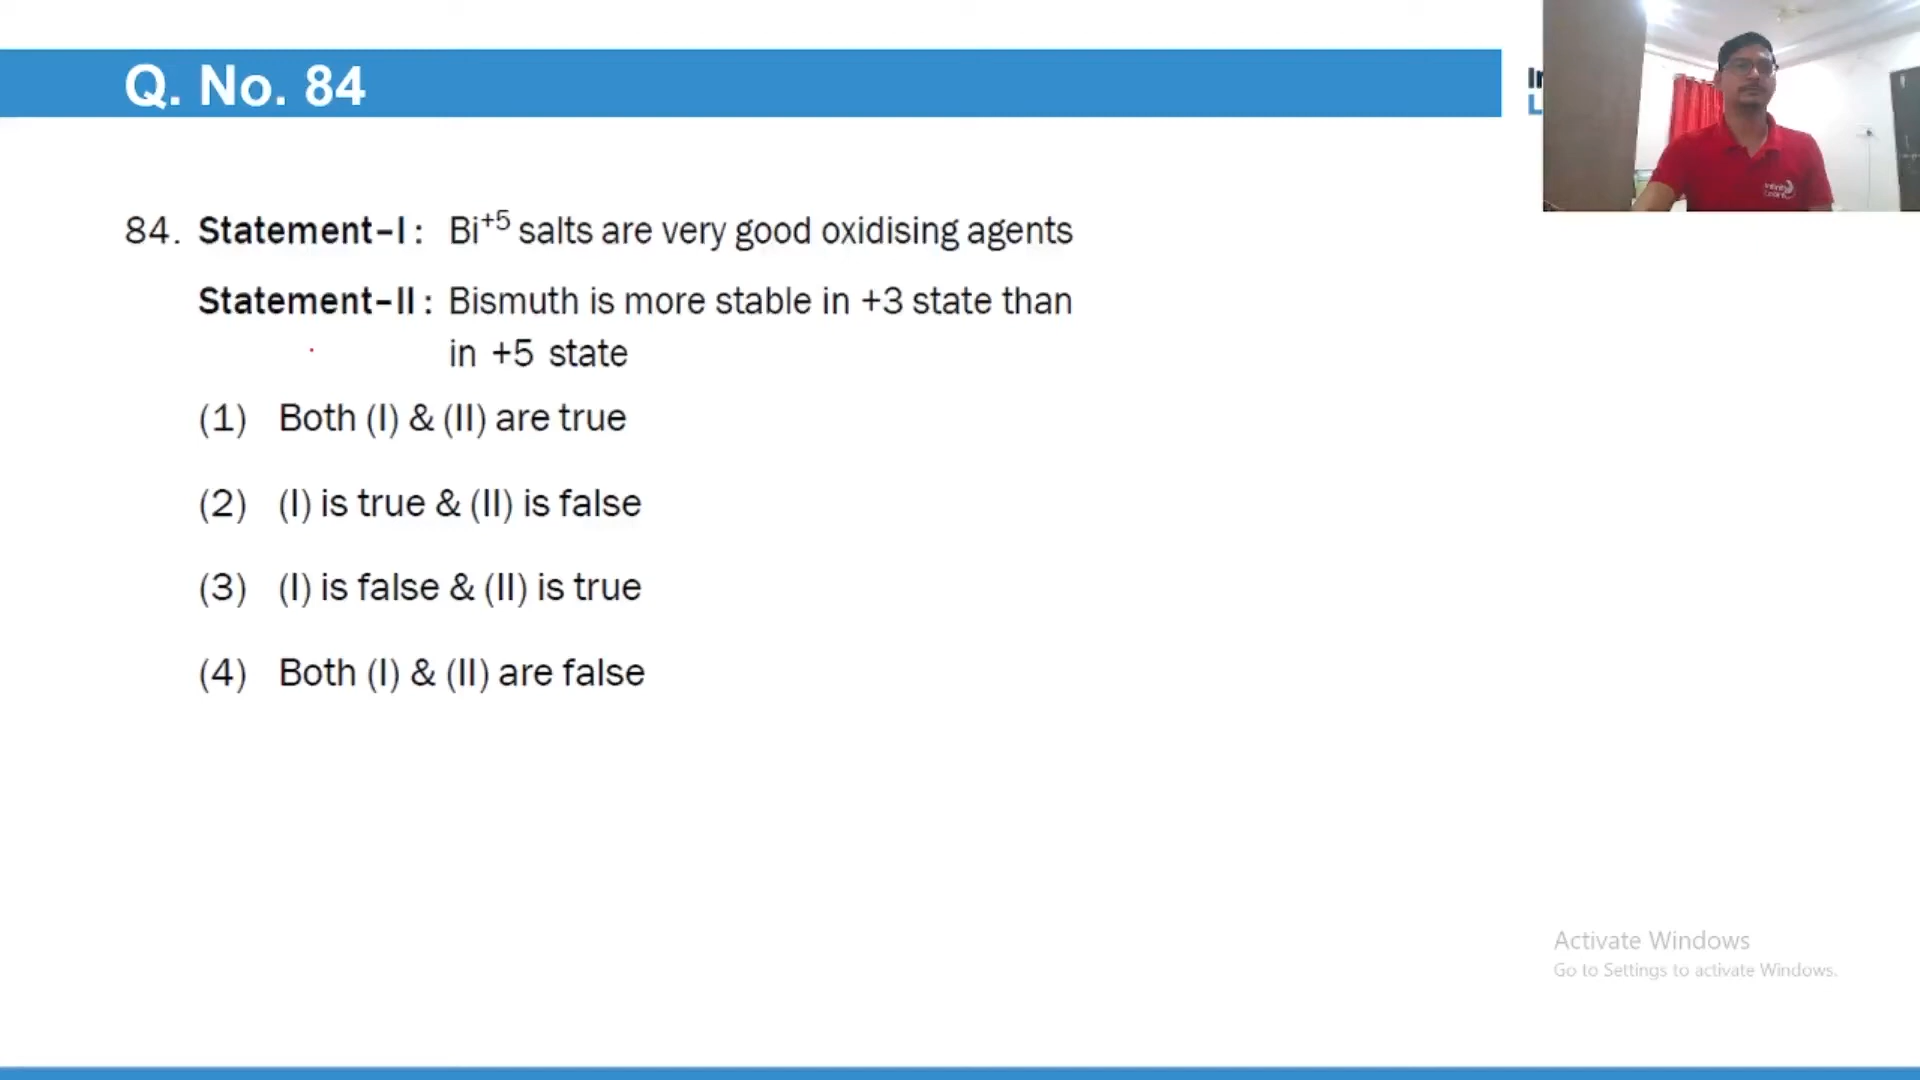 Q. No. 84
84. Statement-I : Bi⁺⁵ salts are very good oxidising agents
Statement-II : Bismuth is more stable in +3 state than
in +5 state
(1) Both (I) & (II) are true
(2) (I) is true & (II) is false
(3) (I) is false & (II) is true
(4) Both (I) & (II) are false
Activate Windows
Go to Settings to activate Windows.